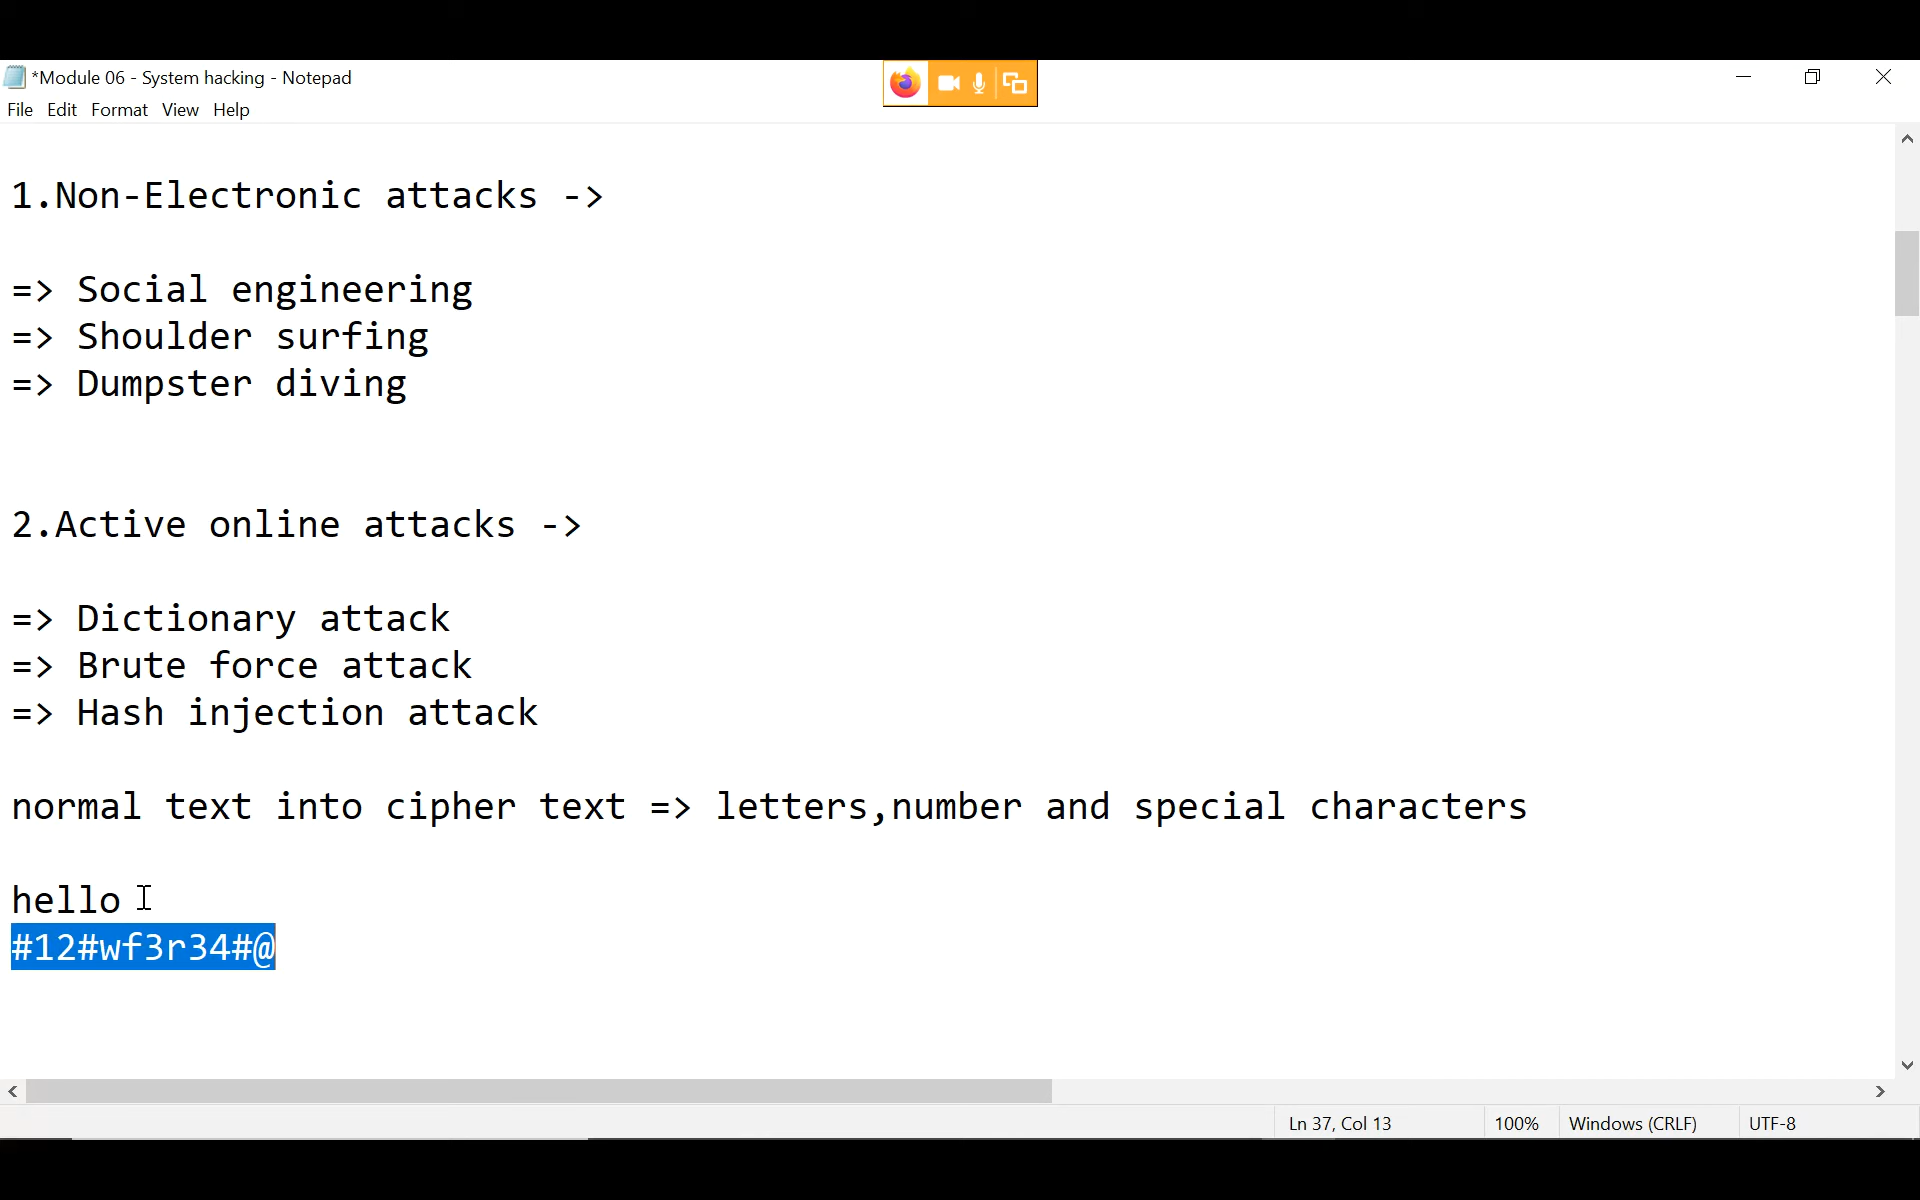 *Module 06 - System hacking - Notepad
File Edit Format View Help
1.Non-Electronic attacks ->
=> Social engineering
=> Shoulder surfing
=> Dumpster diving
2.Active online attacks ->
=> Dictionary attack
=> Brute force attack
=> Hash injection attack
normal text into cipher text => letters,number and special characters
hello
#12#wf3r34#@
Ln 37, Col 13 100% Windows (CRLF) UTF-8